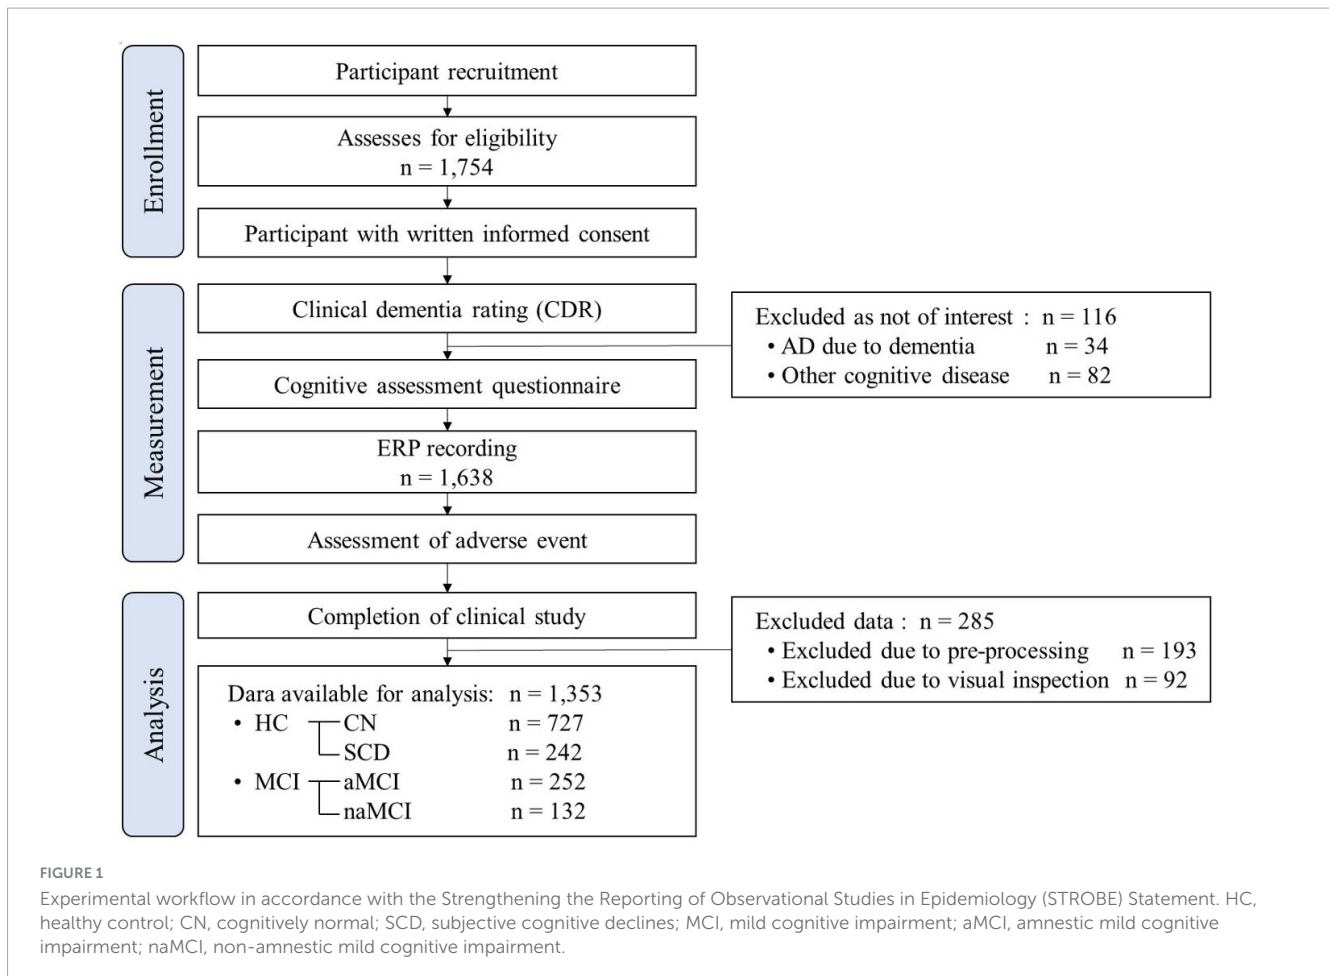 Enrollment
Participant recruitment
Assesses for eligibility
n = 1,754
Participant with written informed consent
Measurement
Clinical dementia rating (CDR)
Excluded as not of interest : n = 116
• AD due to dementia n = 34
• Other cognitive disease n = 82
Cognitive assessment questionnaire
ERP recording
n = 1,638
Assessment of adverse event
Analysis
Completion of clinical study
Excluded data : n = 285
• Excluded due to pre-processing n = 193
• Excluded due to visual inspection n = 92
Dara available for analysis: n = 1,353
• HC CN n = 727
SCD n = 242
• MCI aMCI n = 252
naMCI n = 132
FIGURE 1
Experimental workflow in accordance with the Strengthening the Reporting of Observational Studies in Epidemiology (STROBE) Statement. HC,
healthy control; CN, cognitively normal; SCD, subjective cognitive declines; MCI, mild cognitive impairment; aMCI, amnestic mild cognitive
impairment; naMCI, non-amnestic mild cognitive impairment.